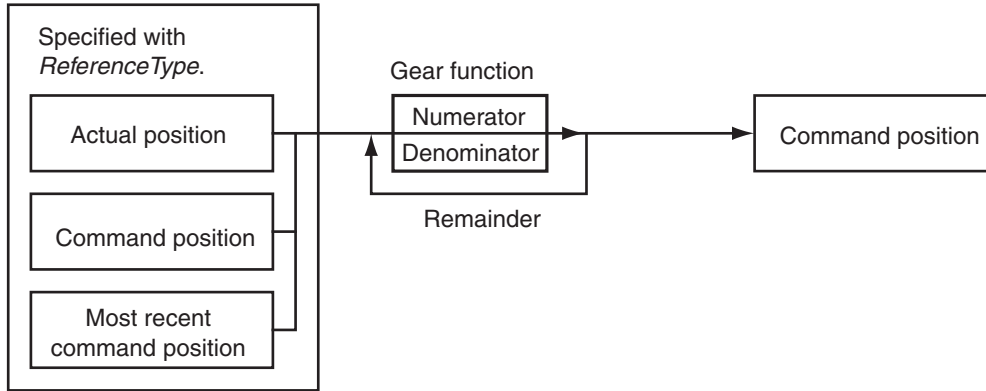 Specified with
ReferenceType.
Actual position
Command position
Most recent
command position
Gear function
Numerator
Denominator
Remainder
Command position